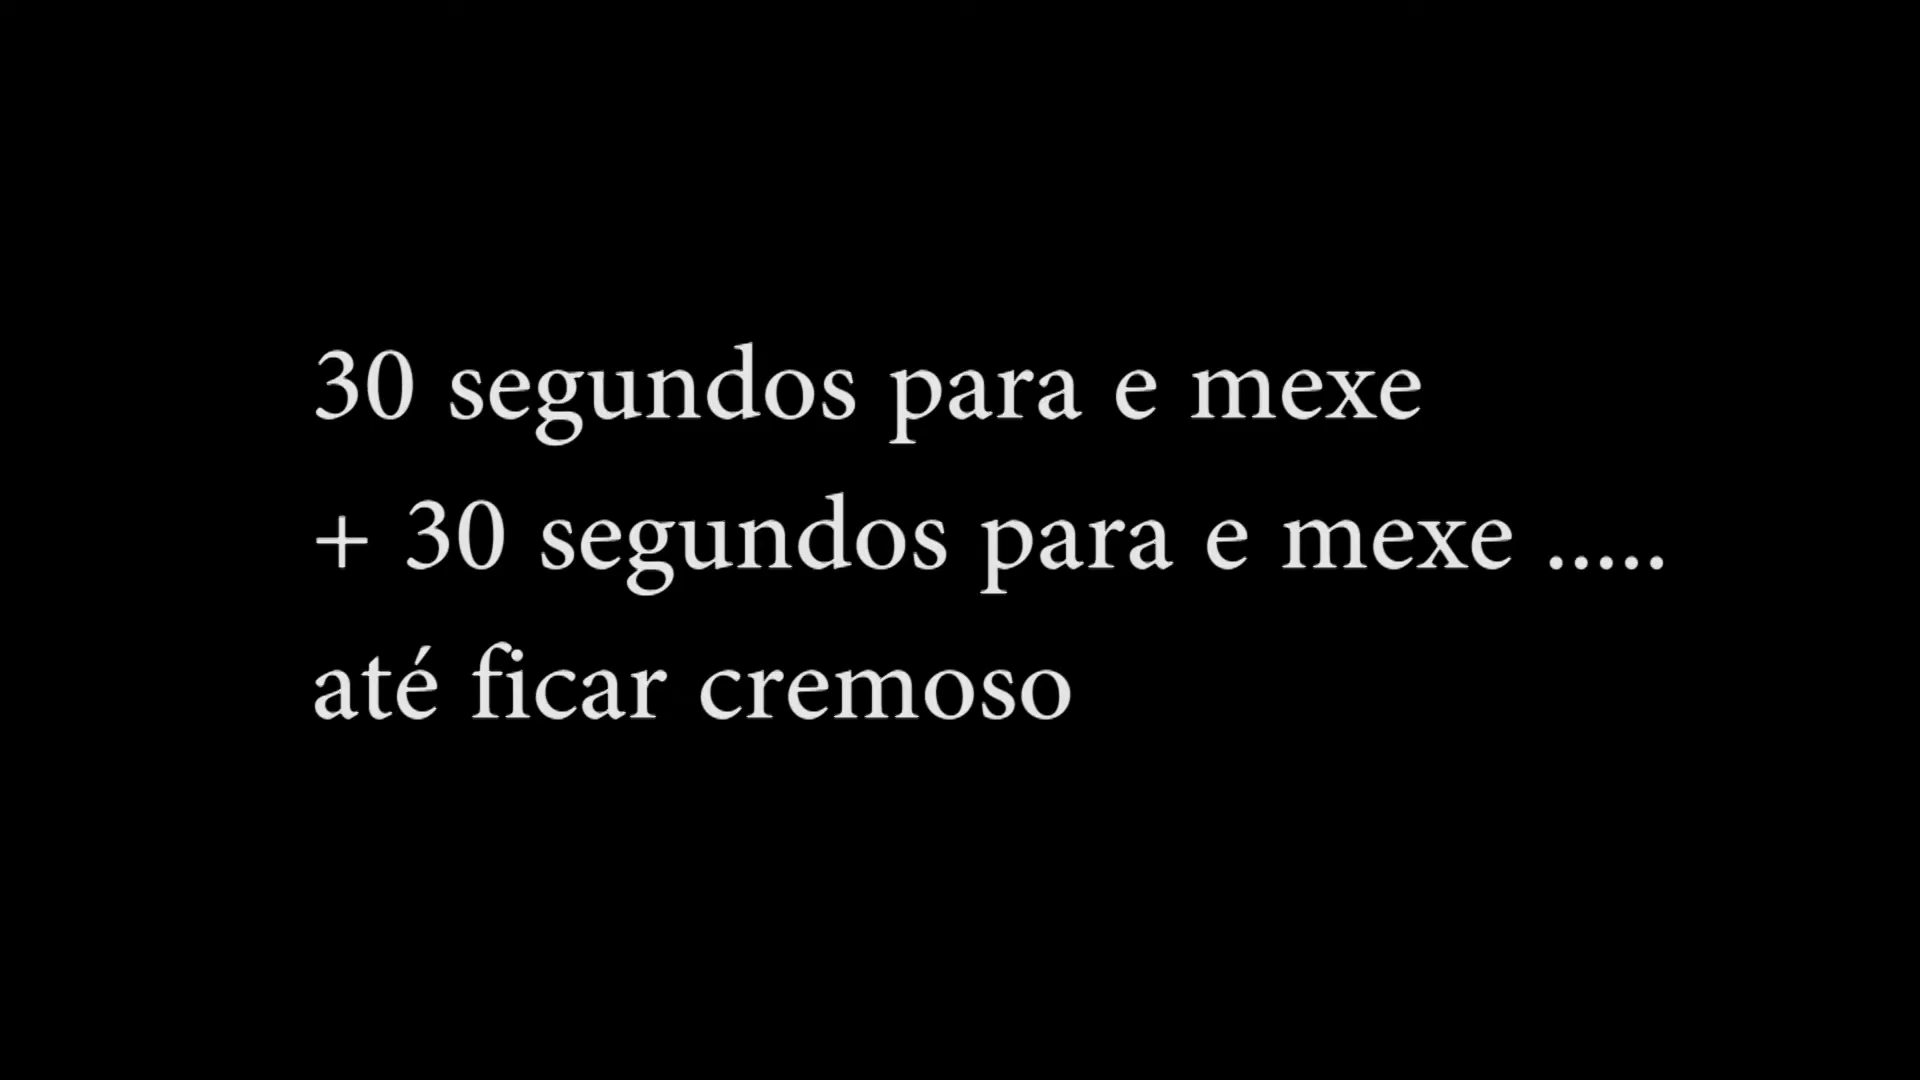 30 segundos para e mexe
+ 30 segundos para e mexe .....
até ficar cremoso